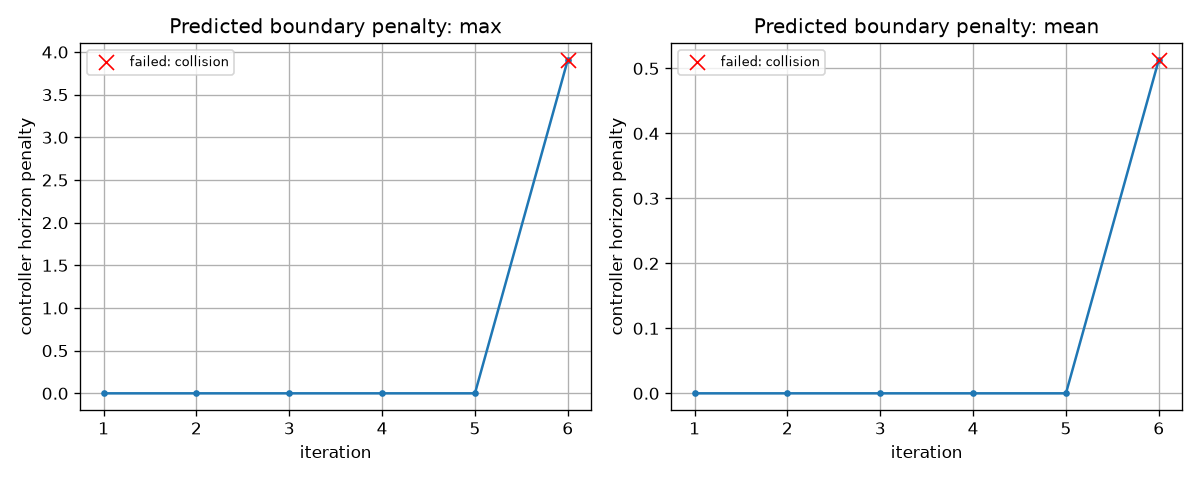 Predicted boundary penalty: max
failed: collision
controller horizon penalty
4.0
3.5
3.0
2.5
2.0
1.5
1.0
0.5
0.0
1 2 3 4 5 6
iteration
Predicted boundary penalty: mean
failed: collision
controller horizon penalty
0.5
0.4
0.3
0.2
0.1
0.0
1 2 3 4 5 6
iteration